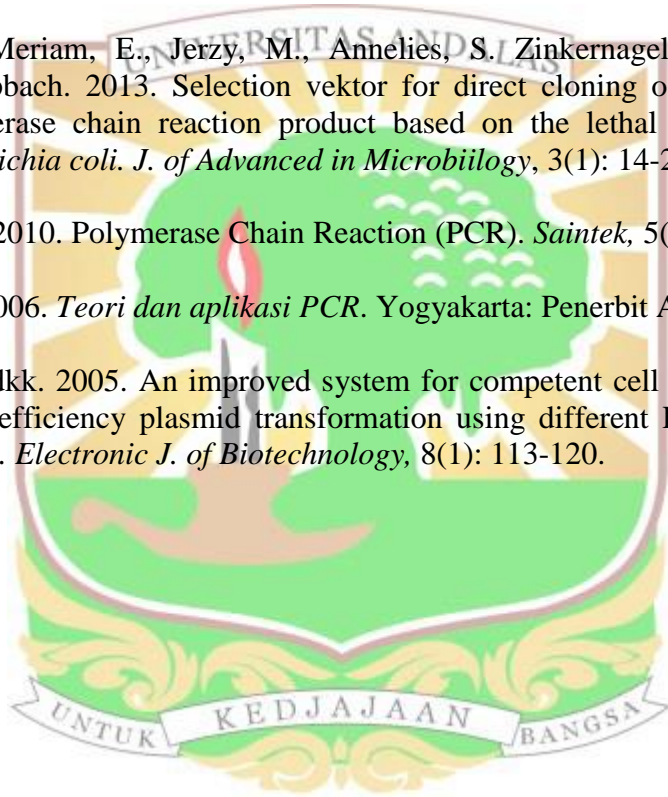 UNIVERSITAS ANDALAS
Meriam, E., Jerzy, M., Annelies, S. Zinkernagel
bach. 2013. Selection vektor for direct cloning o
erase chain reaction product based on the lethal
ichia coli. J. of Advanced in Microbiilogy, 3(1): 14-2
2010. Polymerase Chain Reaction (PCR). Saintek, 5(
006. Teori dan aplikasi PCR. Yogyakarta: Penerbit A
dkk. 2005. An improved system for competent cell
efficiency plasmid transformation using different
. Electronic J. of Biotechnology, 8(1): 113-120.
UNTUK KEDJAJAAN BANGSA